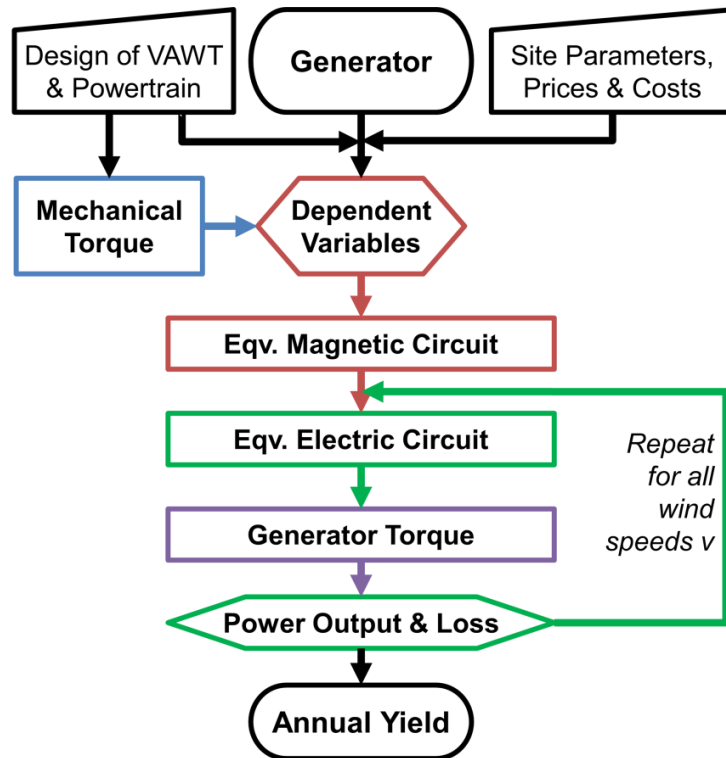 Design of VAWT
& Powertrain
Generator
Site Parameters,
Prices & Costs
Mechanical
Torque
Dependent
Variables
Eqv. Magnetic Circuit
Eqv. Electric Circuit
Repeat
for all
wind
speeds v
Generator Torque
Power Output & Loss
Annual Yield